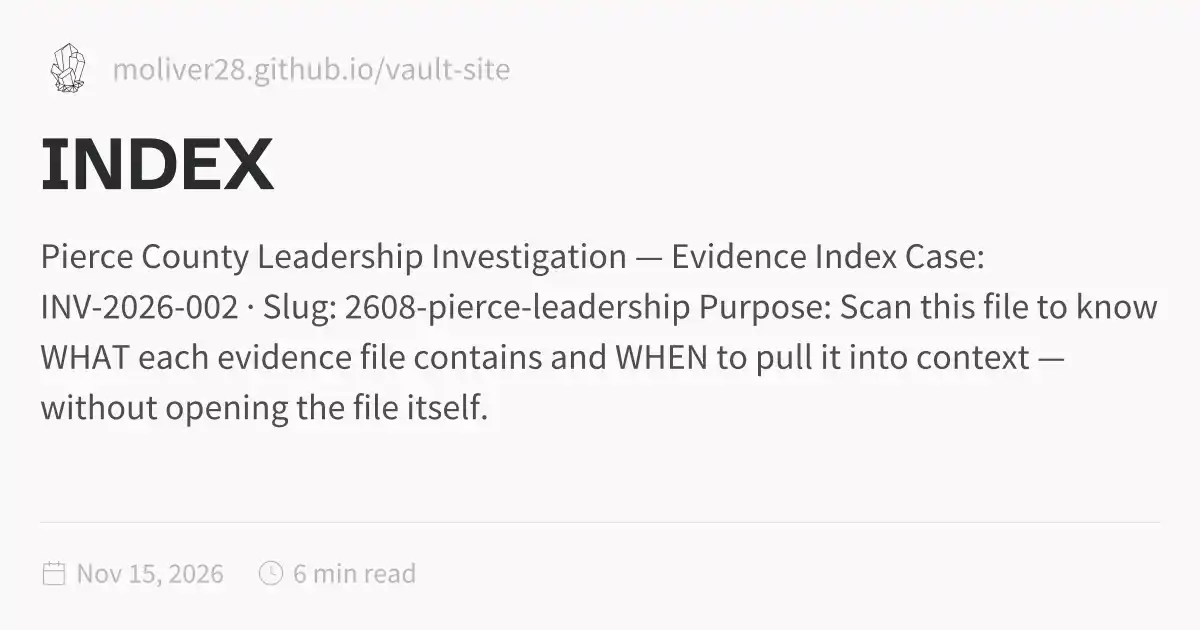 moliver28.github.io/vault-site
INDEX
Pierce County Leadership Investigation — Evidence Index Case:
INV-2026-002 · Slug: 2608-pierce-leadership Purpose: Scan this file to know
WHAT each evidence file contains and WHEN to pull it into context —
without opening the file itself.
Nov 15, 2026
6 min read